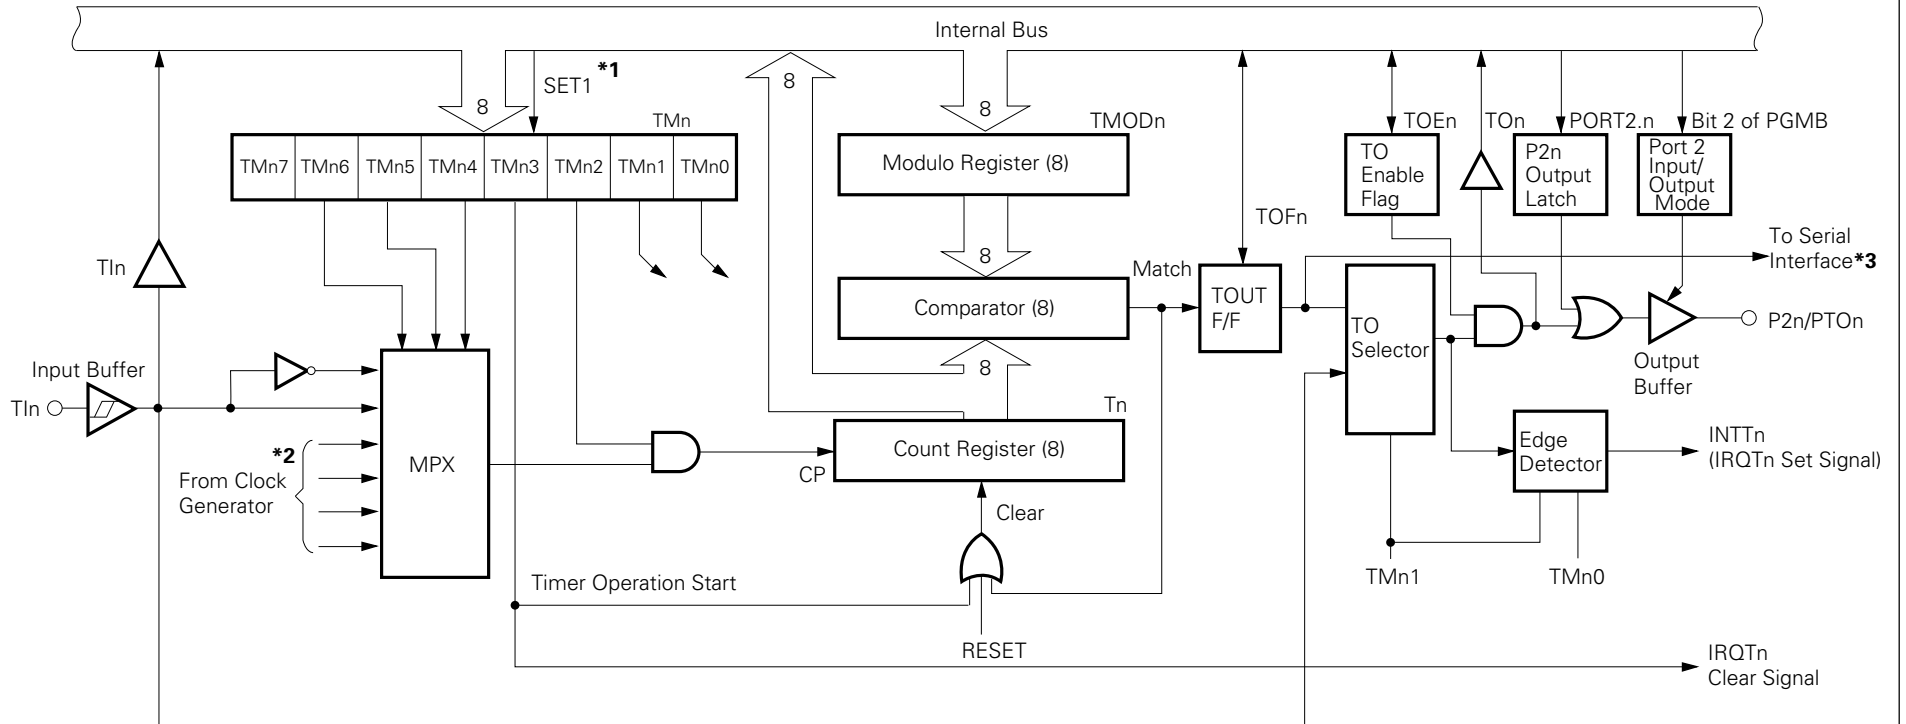 Internal Bus
8
SET1 *1
8
8
TMn
TMODn
TOEn
TOn
PORT2.n
Bit 2 of PGMB
TMn7
TMn6
TMn5
TMn4
TMn3
TMn2
TMn1
TMn0
Modulo Register (8)
TO
Enable
Flag
P2n
Output
Latch
Port 2
Input/
Output
Mode
TOFn
8
To Serial
Interface*3
TIn
Match
Comparator (8)
TOUT
F/F
TO
Selector
P2n/PTOn
Output
Buffer
Input Buffer
8
TIn
Tn
Count Register (8)
CP
MPX
*2
From Clock
Generator
Edge
Detector
INTTn
(IRQTn Set Signal)
Clear
Timer Operation Start
TMn1
TMn0
RESET
IRQTn
Clear Signal